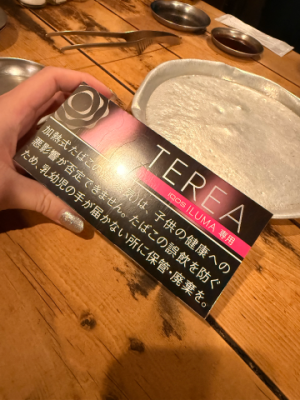 TEREA
IQOS ILUMA 専用
加熱式たばこの
は、子供の健康への
悪影響が否定できません。たばこの誤飲を防ぐ
ため、乳幼児の手が届かない所に保管・廃棄を。